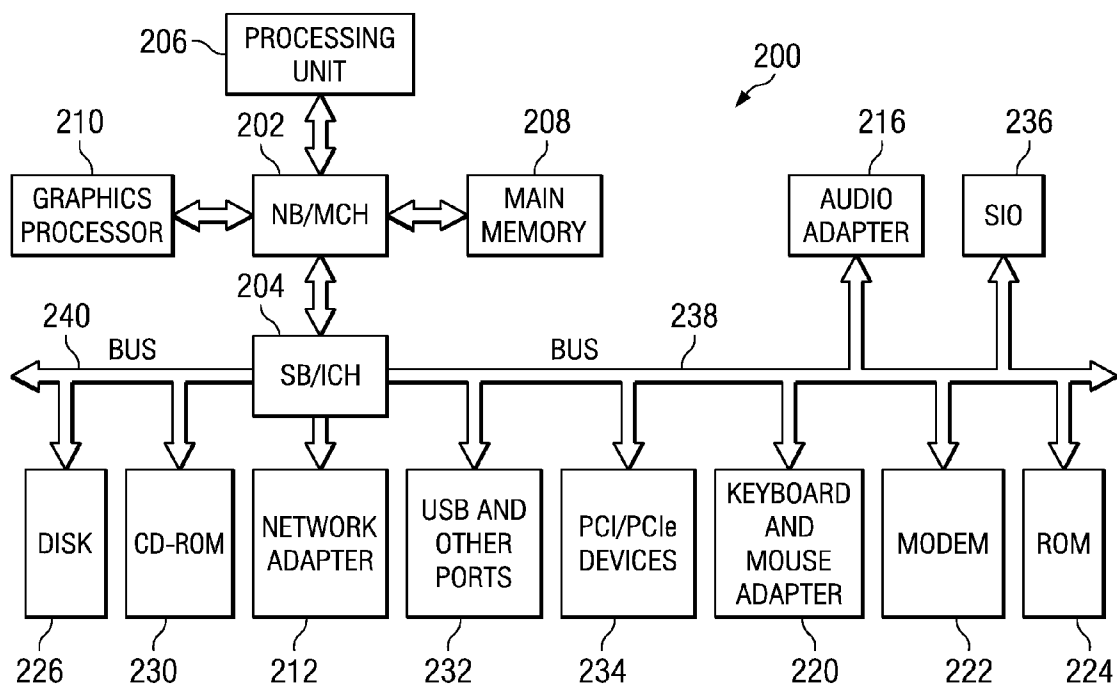 206
PROCESSING
UNIT
200
210
202
208
216
236
GRAPHICS
PROCESSOR
NB/MCH
MAIN
MEMORY
AUDIO
ADAPTER
SIO
204
240
BUS
SB/ICH
BUS
238
DISK
CD-ROM
NETWORK
ADAPTER
USB AND
OTHER
PORTS
PCI/PCIe
DEVICES
KEYBOARD
AND
MOUSE
ADAPTER
MODEM
ROM
226
230
212
232
234
220
222
224